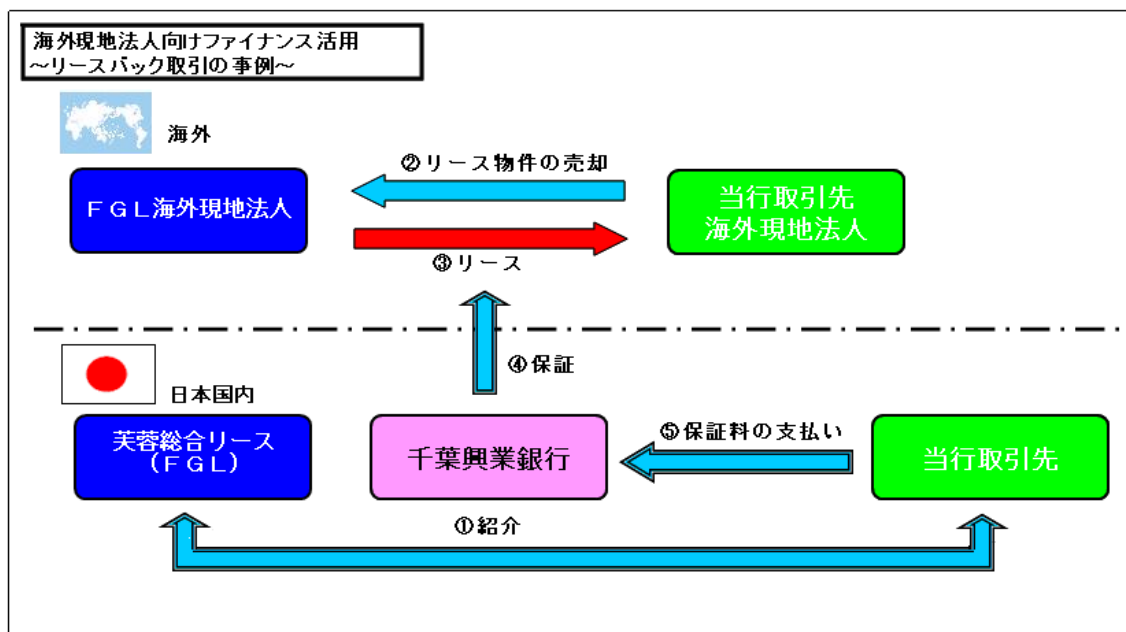 海外現地法人向けファイナンス活用
～リースバック取引の事例～
海外
②リース物件の売却
ＦＧＬ海外現地法人
当行取引先
海外現地法人
③リース
④保証
日本国内
芙蓉総合リース
（ＦＧＬ）
千葉興業銀行
⑤保証料の支払い
当行取引先
①紹介